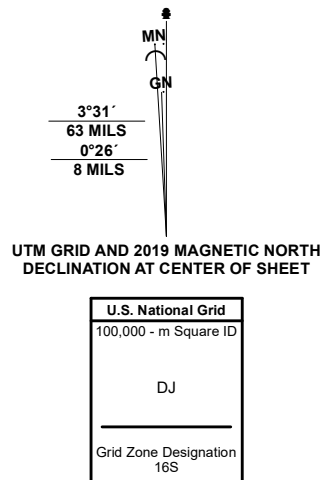 MN
GN
3°31´
63 MILS
0°26´
8 MILS
UTM GRID AND 2019 MAGNETIC NORTH
DECLINATION AT CENTER OF SHEET
U.S. National Grid
100,000 - m Square ID
DJ
Grid Zone Designation
16S